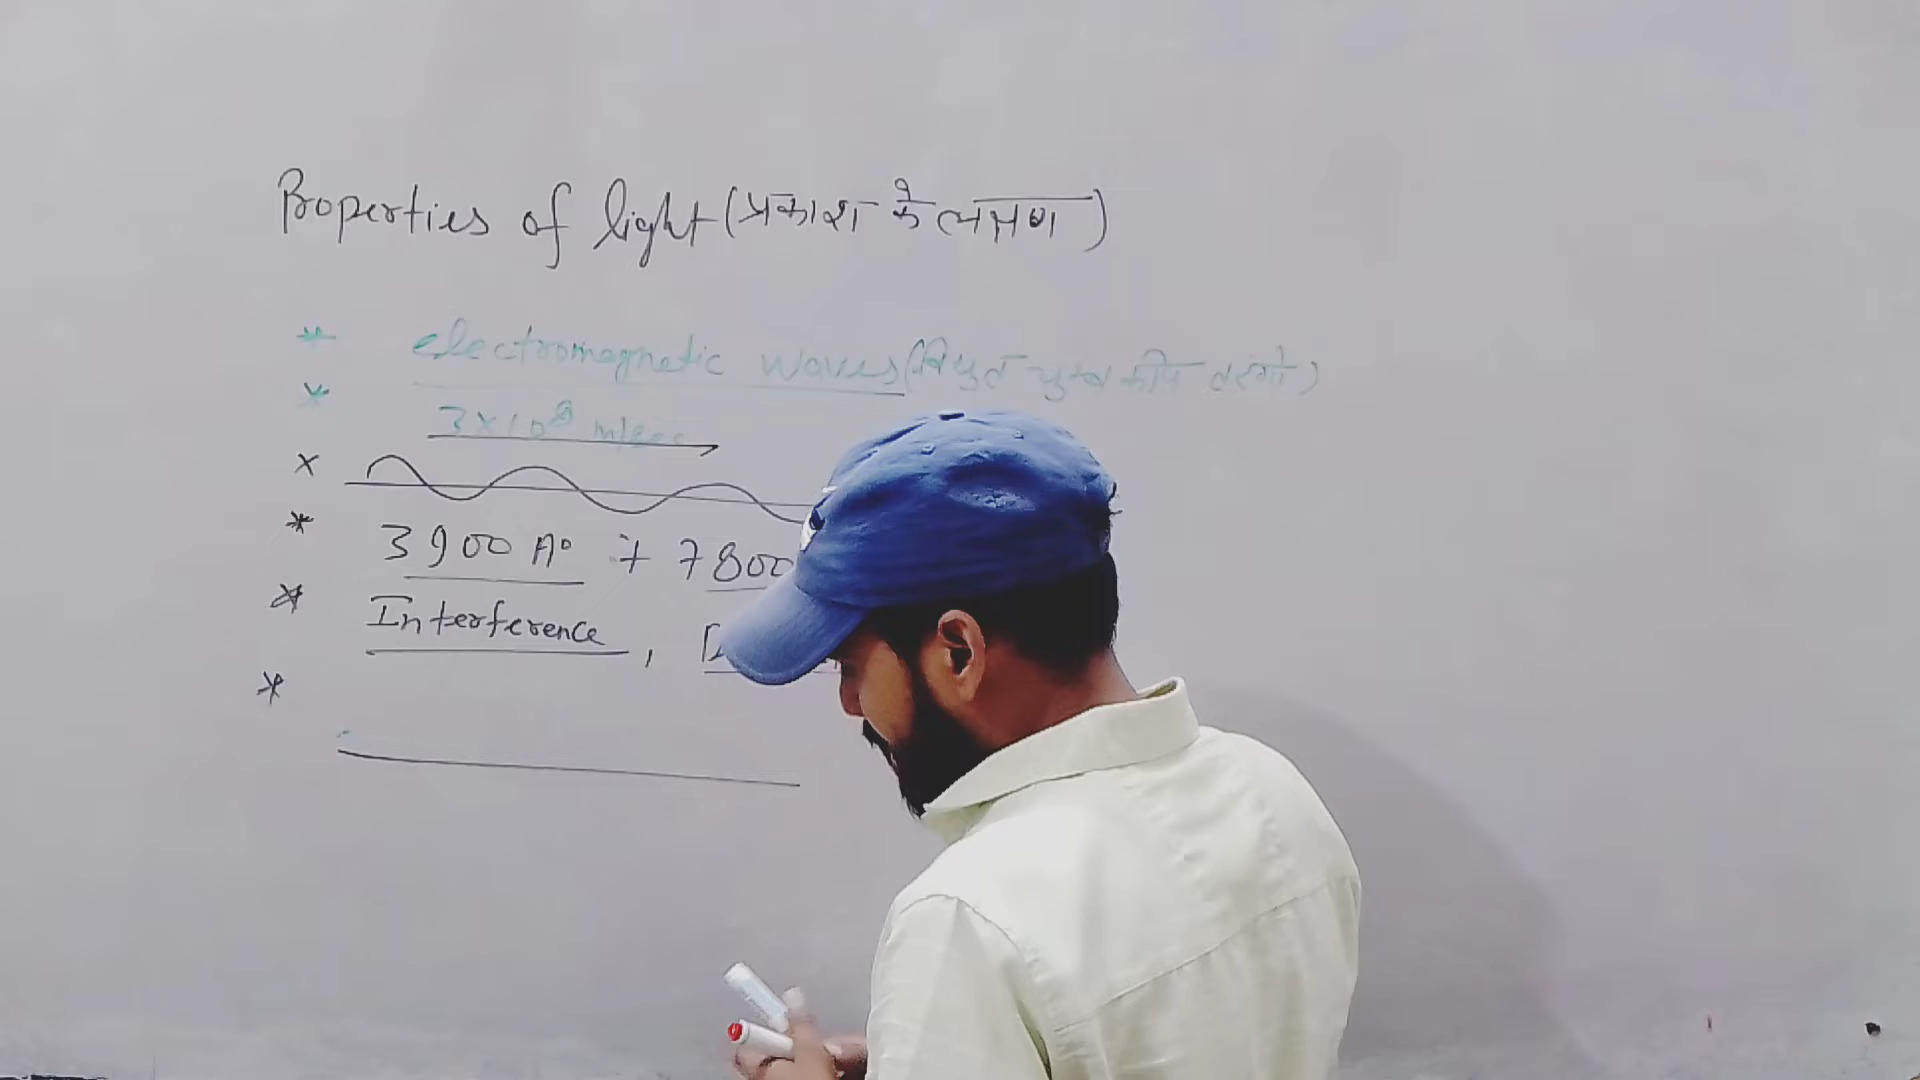 Properties of light (प्रकाश के लक्षण)
* electromagnetic waves (विधुत चुम्बकीय तरंगो)
* 3×10⁸ m/sec
×
* 3900 A° + 7800
* Interference,
*